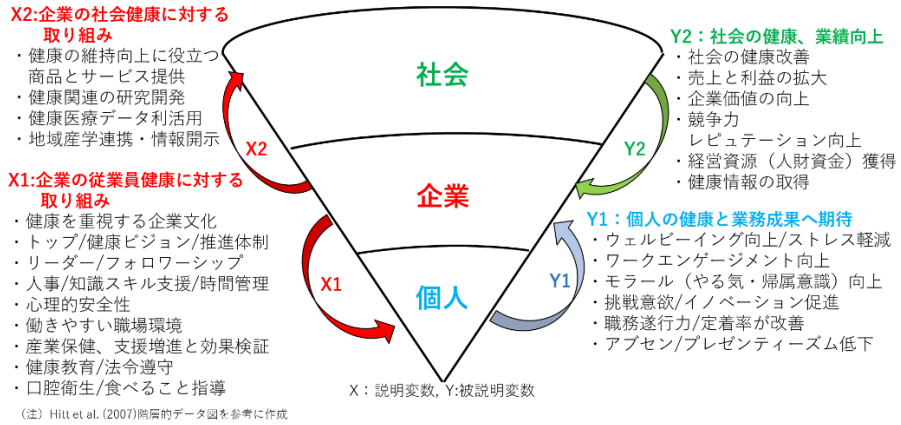 X2:企業の社会健康に対する
取り組み
・健康の維持向上に役立つ
商品とサービス提供
・健康関連の研究開発
・健康医療データ利活用
・地域産学連携・情報開示
X1:企業の従業員健康に対する
取り組み
・健康を重視する企業文化
・トップ/健康ビジョン/推進体制
・リーダー/フォロワーシップ
・人事/知識スキル支援/時間管理
・心理的安全性
・働きやすい職場環境
・産業保健、支援増進と効果検証
・健康教育/法令遵守
・口腔衛生/食べること指導
（注）Hitt et al. (2007)階層的データ図を参考に作成
社会
企業
個人
X2
X1
Y2
Y1
X：説明変数, Y:被説明変数
Y2：社会の健康、業績向上
・社会の健康改善
・売上と利益の拡大
・企業価値の向上
・競争力
レピュテーション向上
・経営資源（人財資金）獲得
・健康情報の取得
Y1：個人の健康と業務成果へ期待
・ウェルビーイング向上/ストレス軽減
・ワークエンゲージメント向上
・モラール（やる気・帰属意識）向上
・挑戦意欲/イノベーション促進
・職務遂行力/定着率が改善
・アブセン/プレゼンティーズム低下